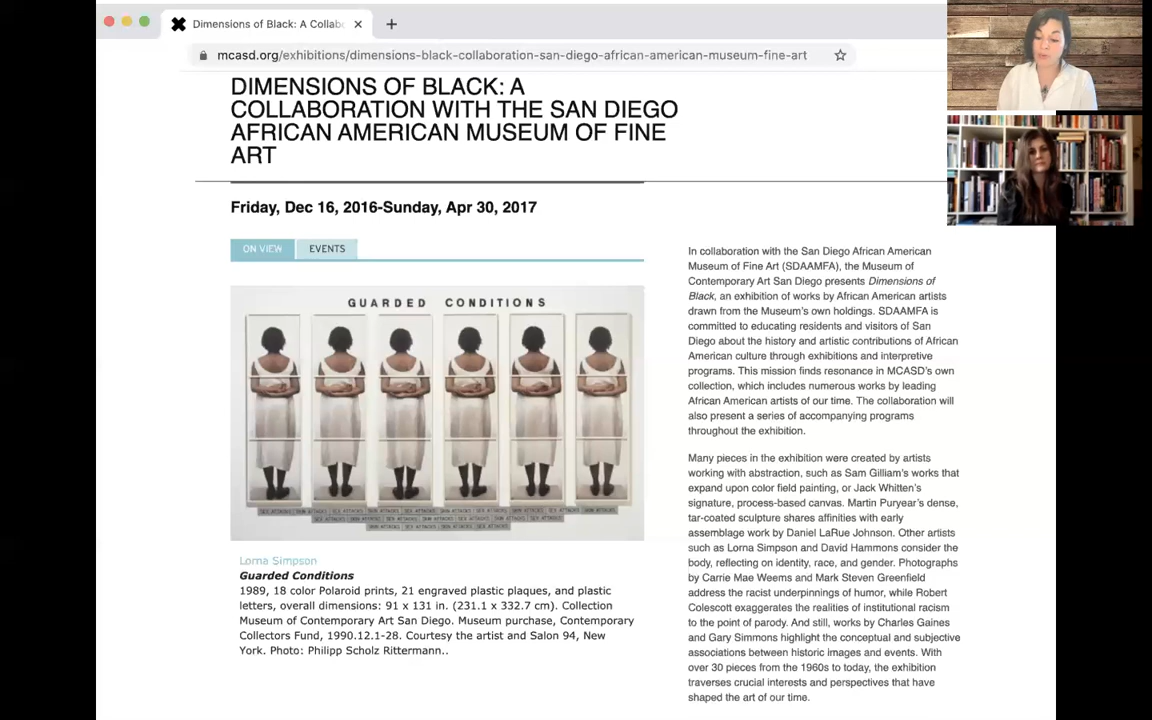 Dimensions of Black: A Collab
mcasd.org/exhibitions/dimensions-black-collaboration-san-diego-african-american-museum-fine-art
DIMENSIONS OF BLACK: A
COLLABORATION WITH THE SAN DIEGO
AFRICAN AMERICAN MUSEUM OF FINE
ART
Friday, Dec 16, 2016-Sunday, Apr 30, 2017
ON VIEW
EVENTS
GUARDED CONDITIONS
SEX ATTACKS SKIN ATTACKS SEX ATTACKS SKIN ATTACKS SEX ATTACKS SKIN ATTACKS
Lorna Simpson
Guarded Conditions
1989, 18 color Polaroid prints, 21 engraved plastic plaques, and plastic
letters, overall dimensions: 91 x 131 in. (231.1 x 332.7 cm). Collection
Museum of Contemporary Art San Diego. Museum purchase, Contemporary
Collectors Fund, 1990.12.1-28. Courtesy the artist and Salon 94, New
York. Photo: Philipp Scholz Rittermann..
In collaboration with the San Diego African American
Museum of Fine Art (SDAAMFA), the Museum of
Contemporary Art San Diego presents Dimensions of
Black, an exhibition of works by African American artists
drawn from the Museum's own holdings. SDAAMFA is
committed to educating residents and visitors of San
Diego about the history and artistic contributions of African
American culture through exhibitions and interpretive
programs. This mission finds resonance in MCASD's own
collection, which includes numerous works by leading
African American artists of our time. The collaboration will
also present a series of accompanying programs
throughout the exhibition.
Many pieces in the exhibition were created by artists
working with abstraction, such as Sam Gilliam's works that
expand upon color field painting, or Jack Whitten's
signature, process-based canvas. Martin Puryear's dense,
tar-coated sculpture shares affinities with early
assemblage work by Daniel LaRue Johnson. Other artists
such as Lorna Simpson and David Hammons consider the
body, reflecting on identity, race, and gender. Photographs
by Carrie Mae Weems and Mark Steven Greenfield
address the racist underpinnings of humor, while Robert
Colescott exaggerates the realities of institutional racism
to the point of parody. And still, works by Charles Gaines
and Gary Simmons highlight the conceptual and subjective
associations between historic images and events. With
over 30 pieces from the 1960s to today, the exhibition
traverses crucial interests and perspectives that have
shaped the art of our time.